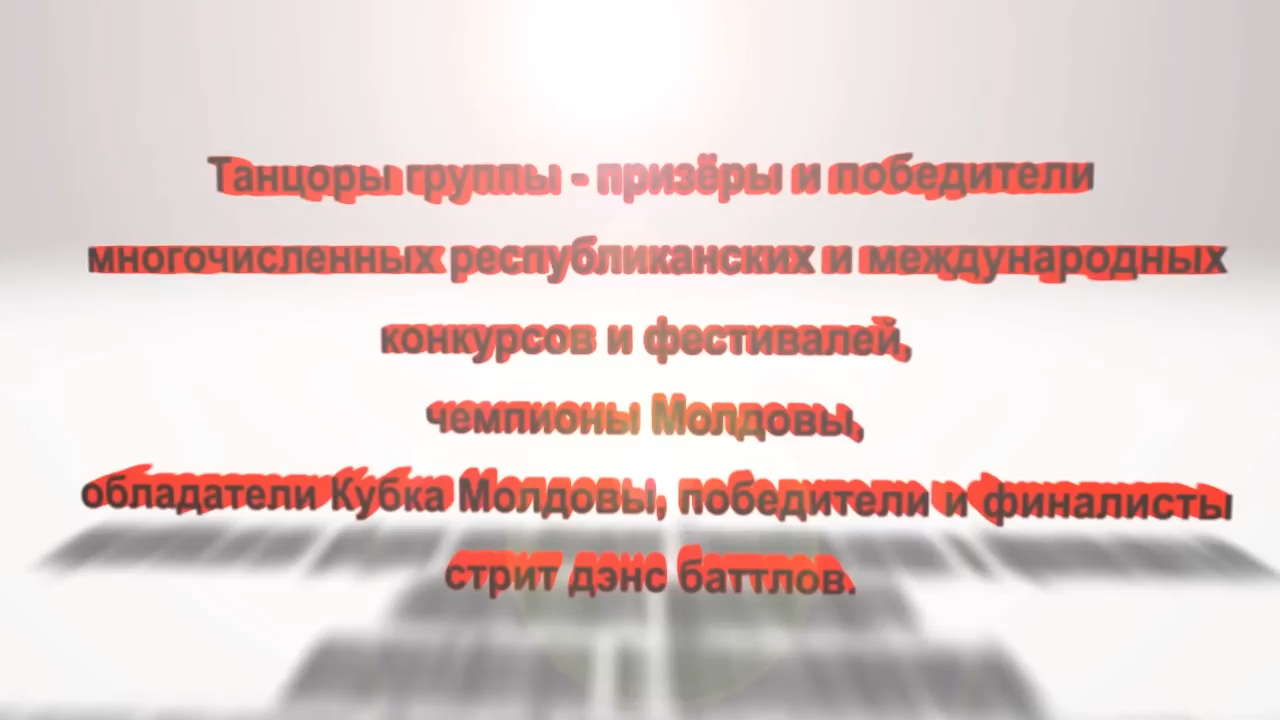 Танцоры группы - призёры и победители
многочисленных республиканских и международных
конкурсов и фестивалей,
чемпионы Молдовы,
обладатели Кубка Молдовы, победители и финалисты
стрит дэнс баттлов.